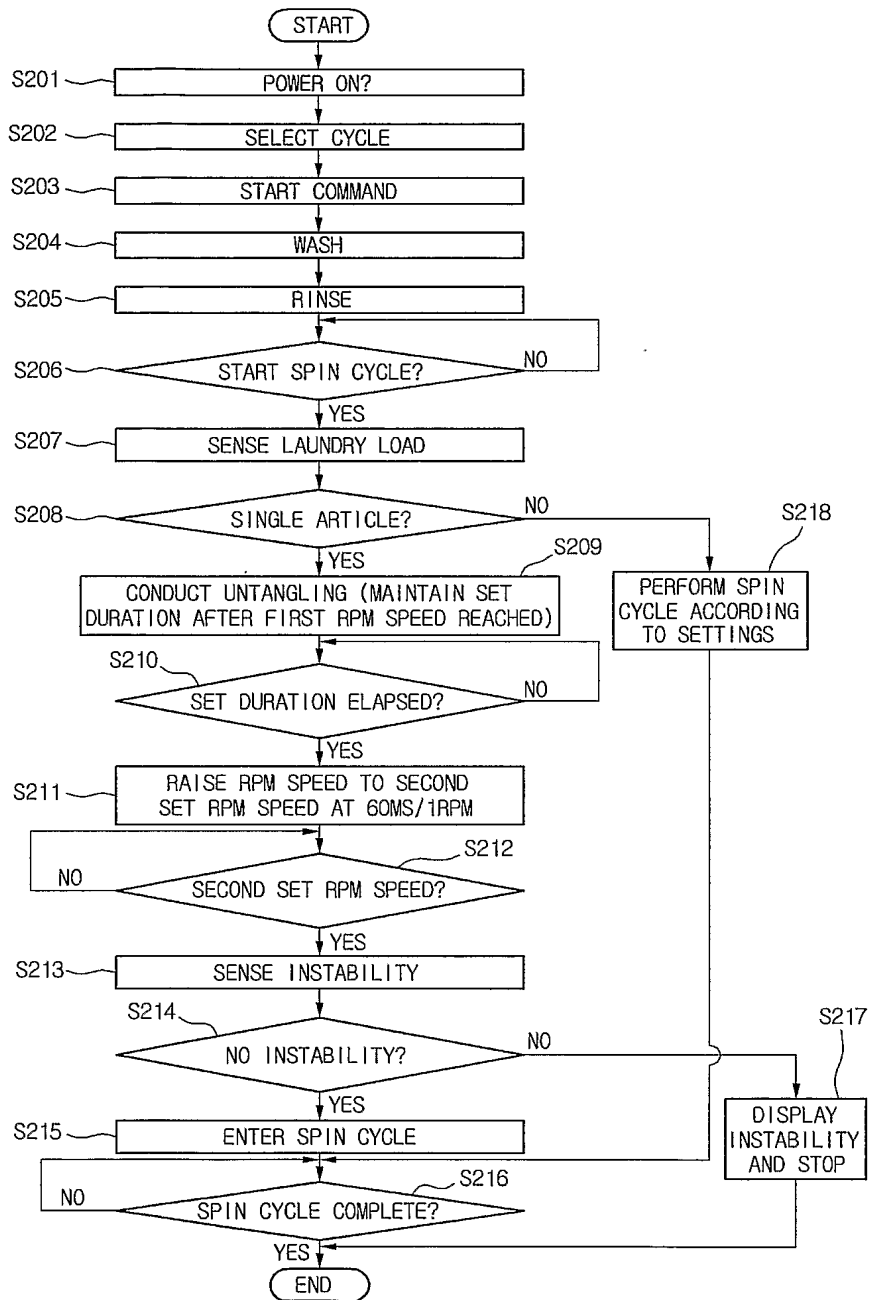 START
S201
POWER ON?
S202
SELECT CYCLE
S203
START COMMAND
S204
WASH
S205
RINSE
S206
START SPIN CYCLE?
NO
YES
S207
SENSE LAUNDRY LOAD
S208
SINGLE ARTICLE?
NO
YES
S218
PERFORM SPIN
CYCLE ACCORDING
TO SETTINGS
S209
CONDUCT UNTANGLING (MAINTAIN SET
DURATION AFTER FIRST RPM SPEED REACHED)
S210
SET DURATION ELAPSED?
NO
YES
S211
RAISE RPM SPEED TO SECOND
SET RPM SPEED AT 60MS/1RPM
S212
NO
SECOND SET RPM SPEED?
YES
S213
SENSE INSTABILITY
S214
NO INSTABILITY?
NO
YES
S217
DISPLAY
INSTABILITY
AND STOP
S215
ENTER SPIN CYCLE
S216
NO
SPIN CYCLE COMPLETE?
YES
END